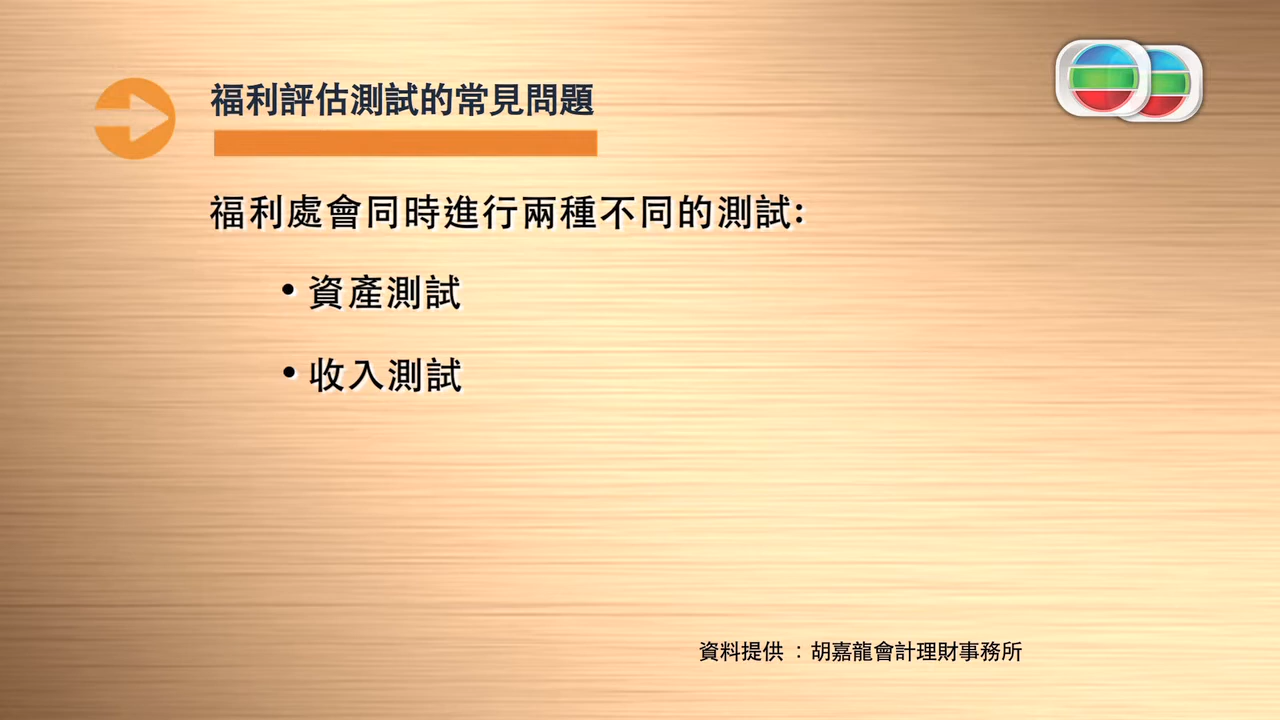 福利評估測試的常見問題
福利處會同時進行兩種不同的測試:
• 資產測試
• 收入測試
資料提供 ：胡嘉龍會計理財事務所